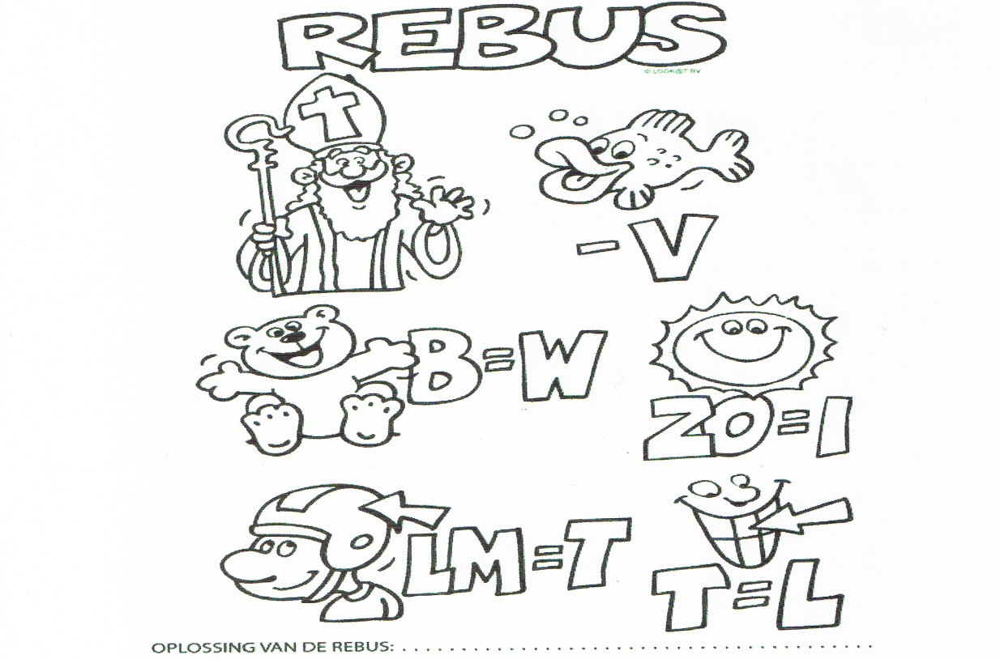 REBUS
© LOOK@T BV
- V
B=W
ZO=I
LM=T
T=L
OPLOSSING VAN DE REBUS: . . . . . . . . . . . . . . . . . . . . . . . . . . . . . . . . . . . . . . . . .